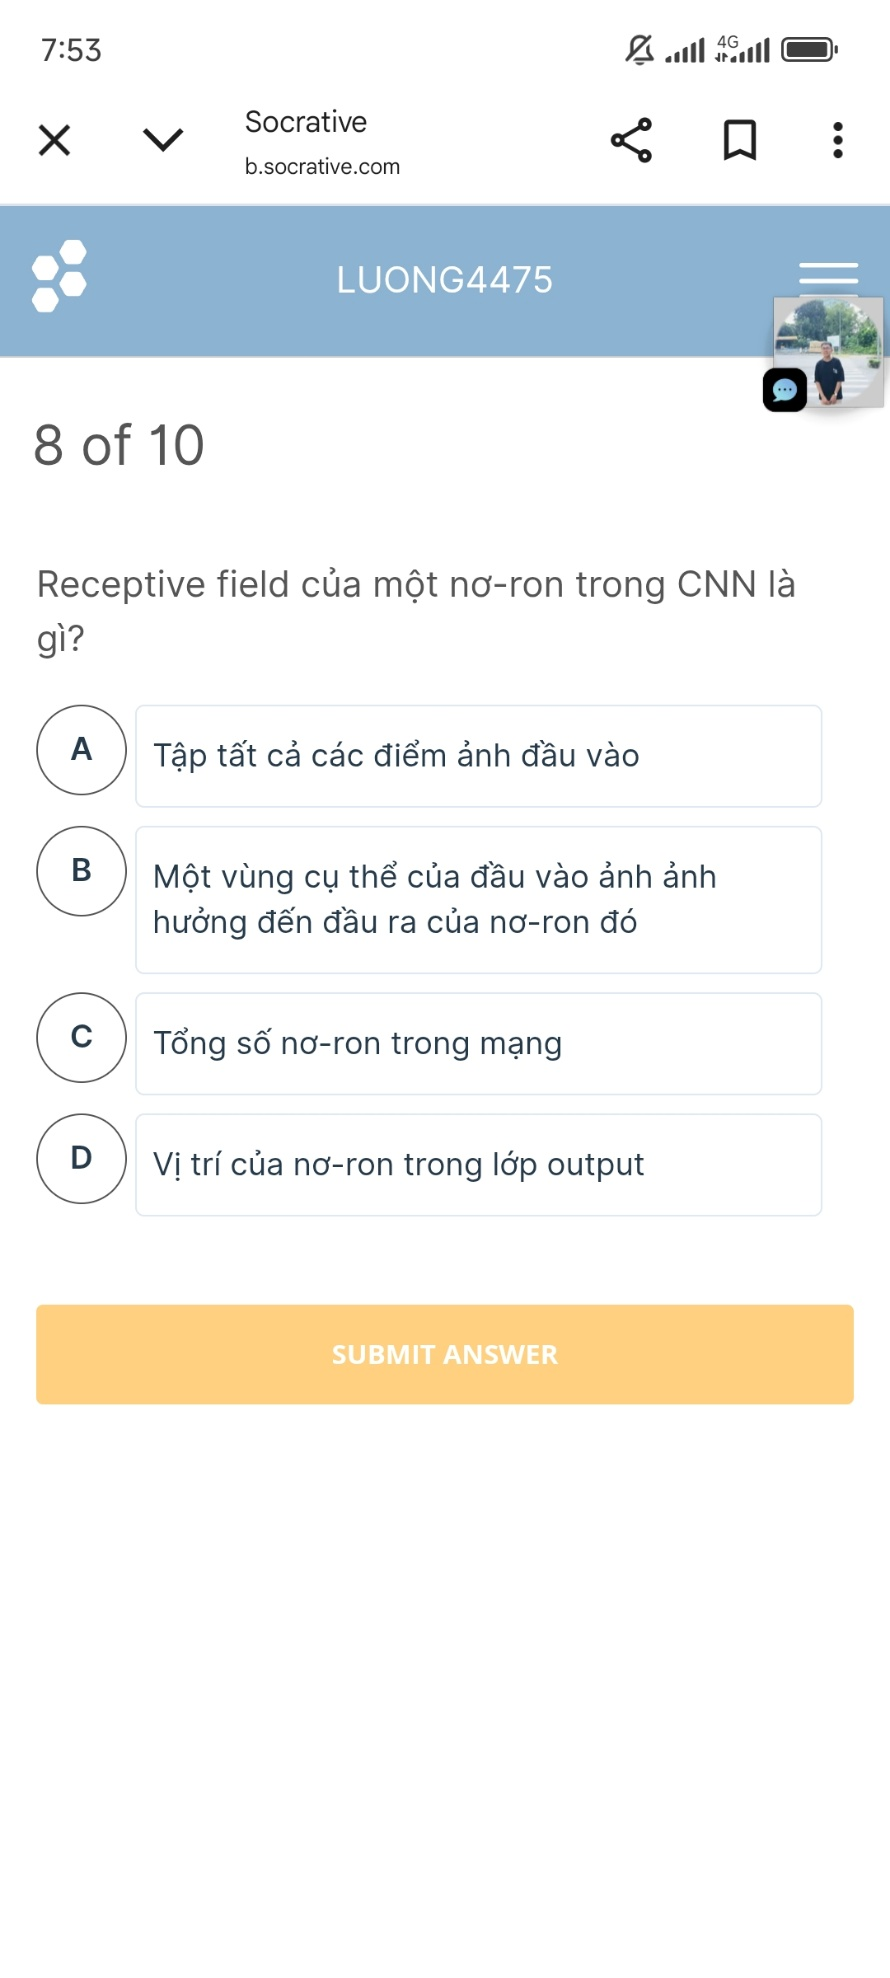 7:53
4G
Socrative
b.socrative.com
LUONG4475
8 of 10
Receptive field của một nơ-ron trong CNN là
gì?
A
Tập tất cả các điểm ảnh đầu vào
B
Một vùng cụ thể của đầu vào ảnh ảnh
hưởng đến đầu ra của nơ-ron đó
C
Tổng số nơ-ron trong mạng
D
Vị trí của nơ-ron trong lớp output
SUBMIT ANSWER